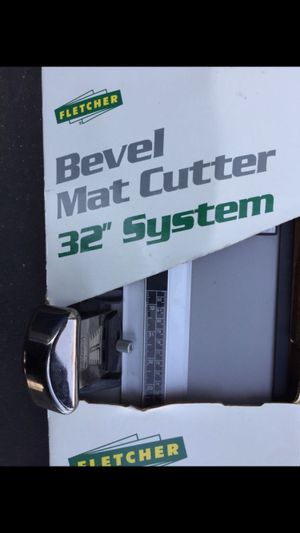 FLETCHER
Bevel
Mat Cutter
32" System
FLETCHER